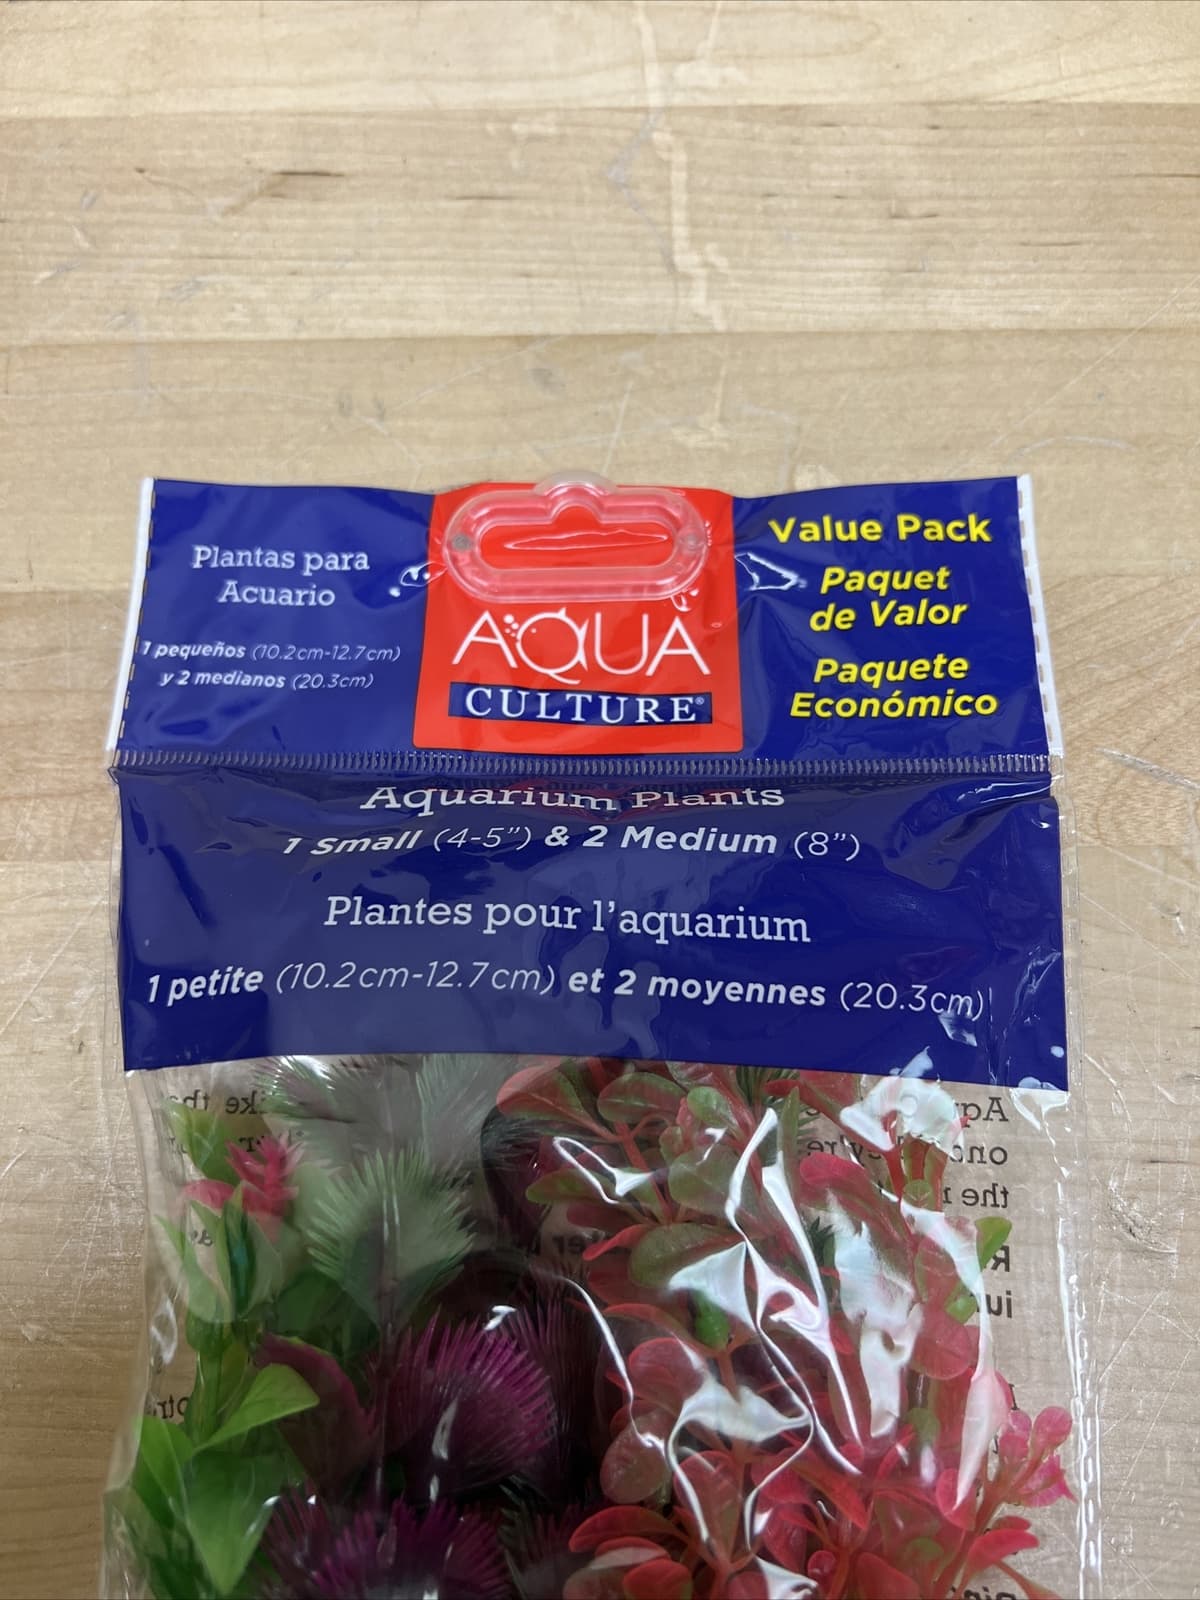 Plantas para
Acuario
1 pequeños (10.2cm-12.7cm)
y 2 medianos (20.3cm)
AQUA
CULTURE®
Value Pack
Paquet
de Valor
Paquete
Económico
Aquarium Plants
1 Small (4-5") & 2 Medium (8")
Plantes pour l'aquarium
1 petite (10.2cm-12.7cm) et 2 moyennes (20.3cm)